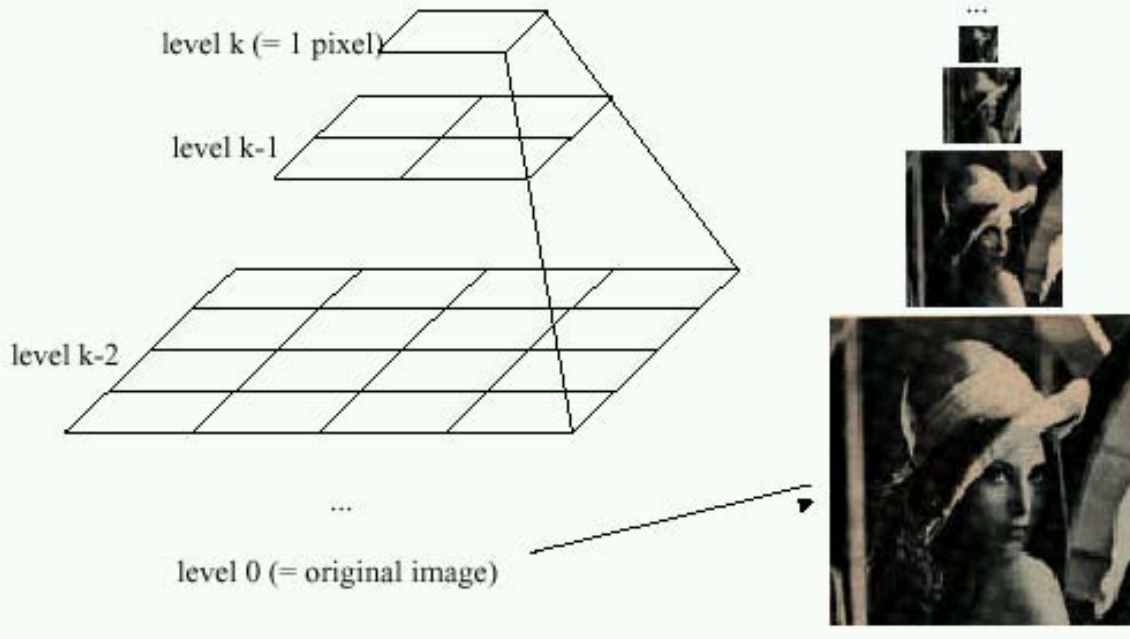 ...
level k (= 1 pixel)
level k-1
level k-2
...
level 0 (= original image)